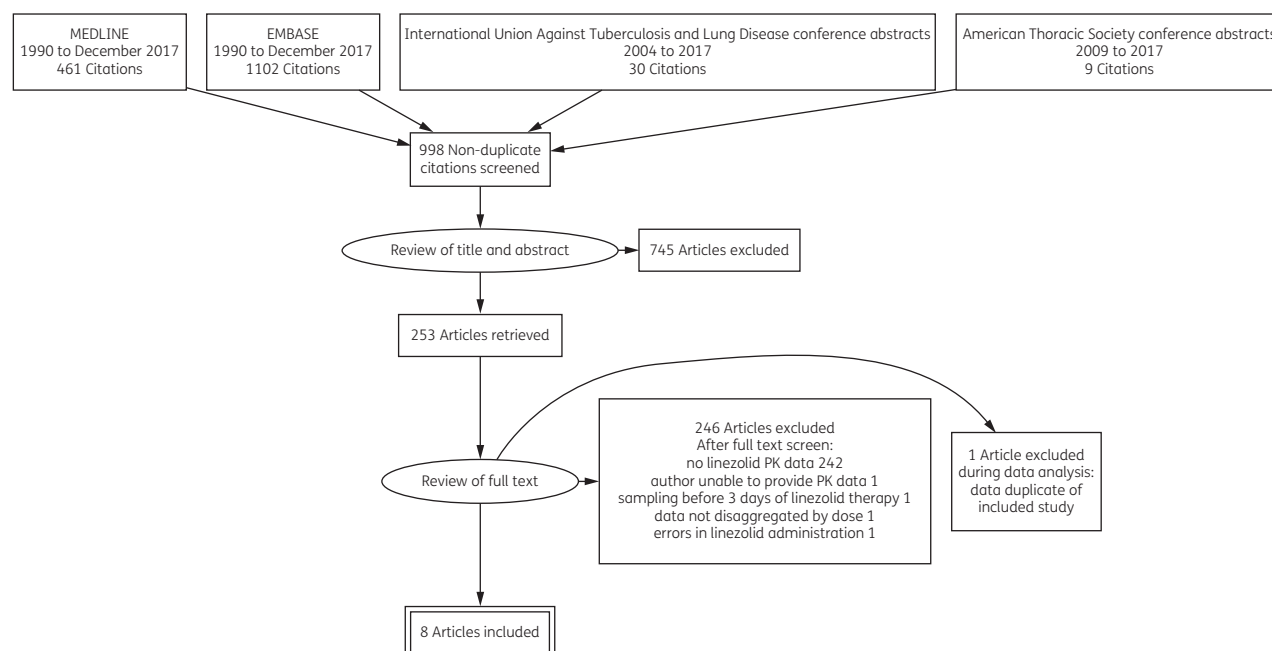 MEDLINE
1990 to December 2017
461 Citations
EMBASE
1990 to December 2017
1102 Citations
International Union Against Tuberculosis and Lung Disease conference abstracts
2004 to 2017
30 Citations
American Thoracic Society conference abstracts
2009 to 2017
9 Citations
998 Non-duplicate
citations screened
Review of title and abstract
745 Articles excluded
253 Articles retrieved
Review of full text
246 Articles excluded
After full text screen:
no linezolid PK data 242
author unable to provide PK data 1
sampling before 3 days of linezolid therapy 1
data not disaggregated by dose 1
errors in linezolid administration 1
1 Article excluded
during data analysis:
data duplicate of
included study
8 Articles included